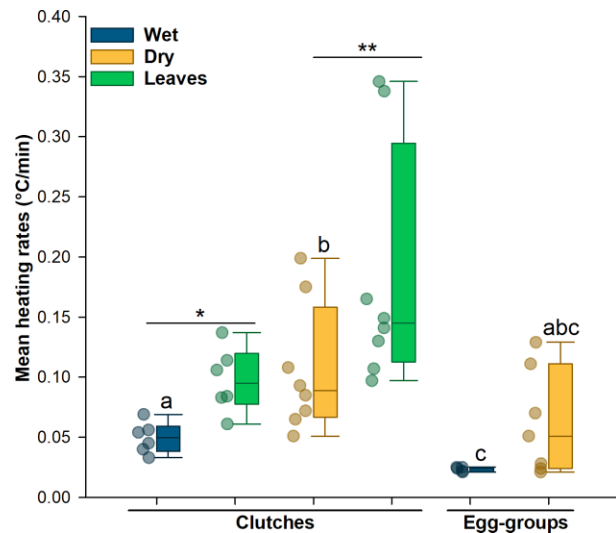 Mean heating rates (°C/min)
0.40
0.35
0.30
0.25
0.20
0.15
0.10
0.05
0.00
Wet
Dry
Leaves
**
*
a
b
c
abc
Clutches
Egg-groups